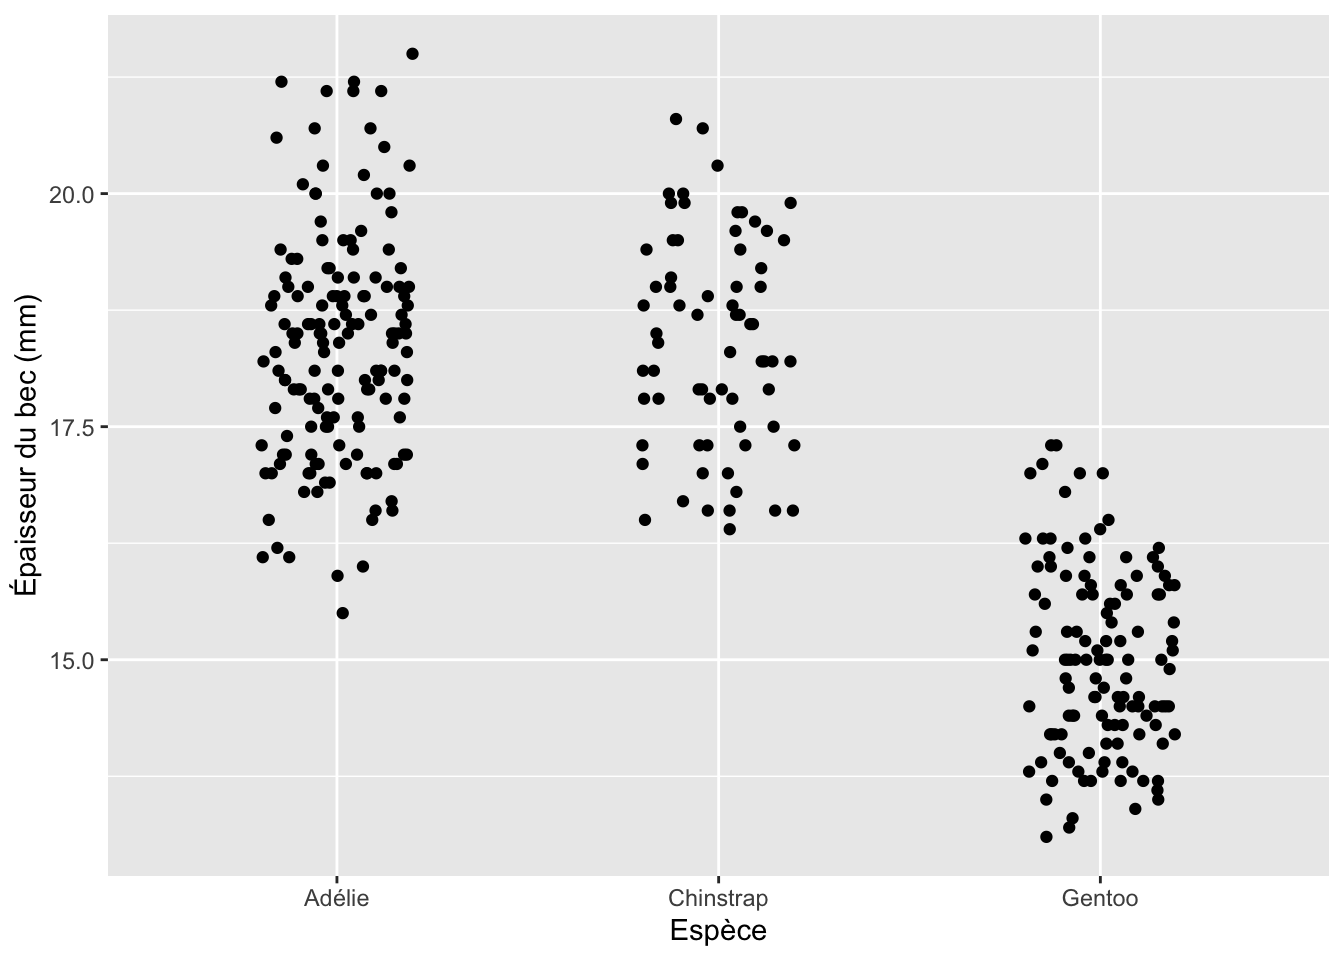 Épaisseur du bec (mm)
20.0
17.5
15.0
Adélie Chinstrap Gentoo
Espèce